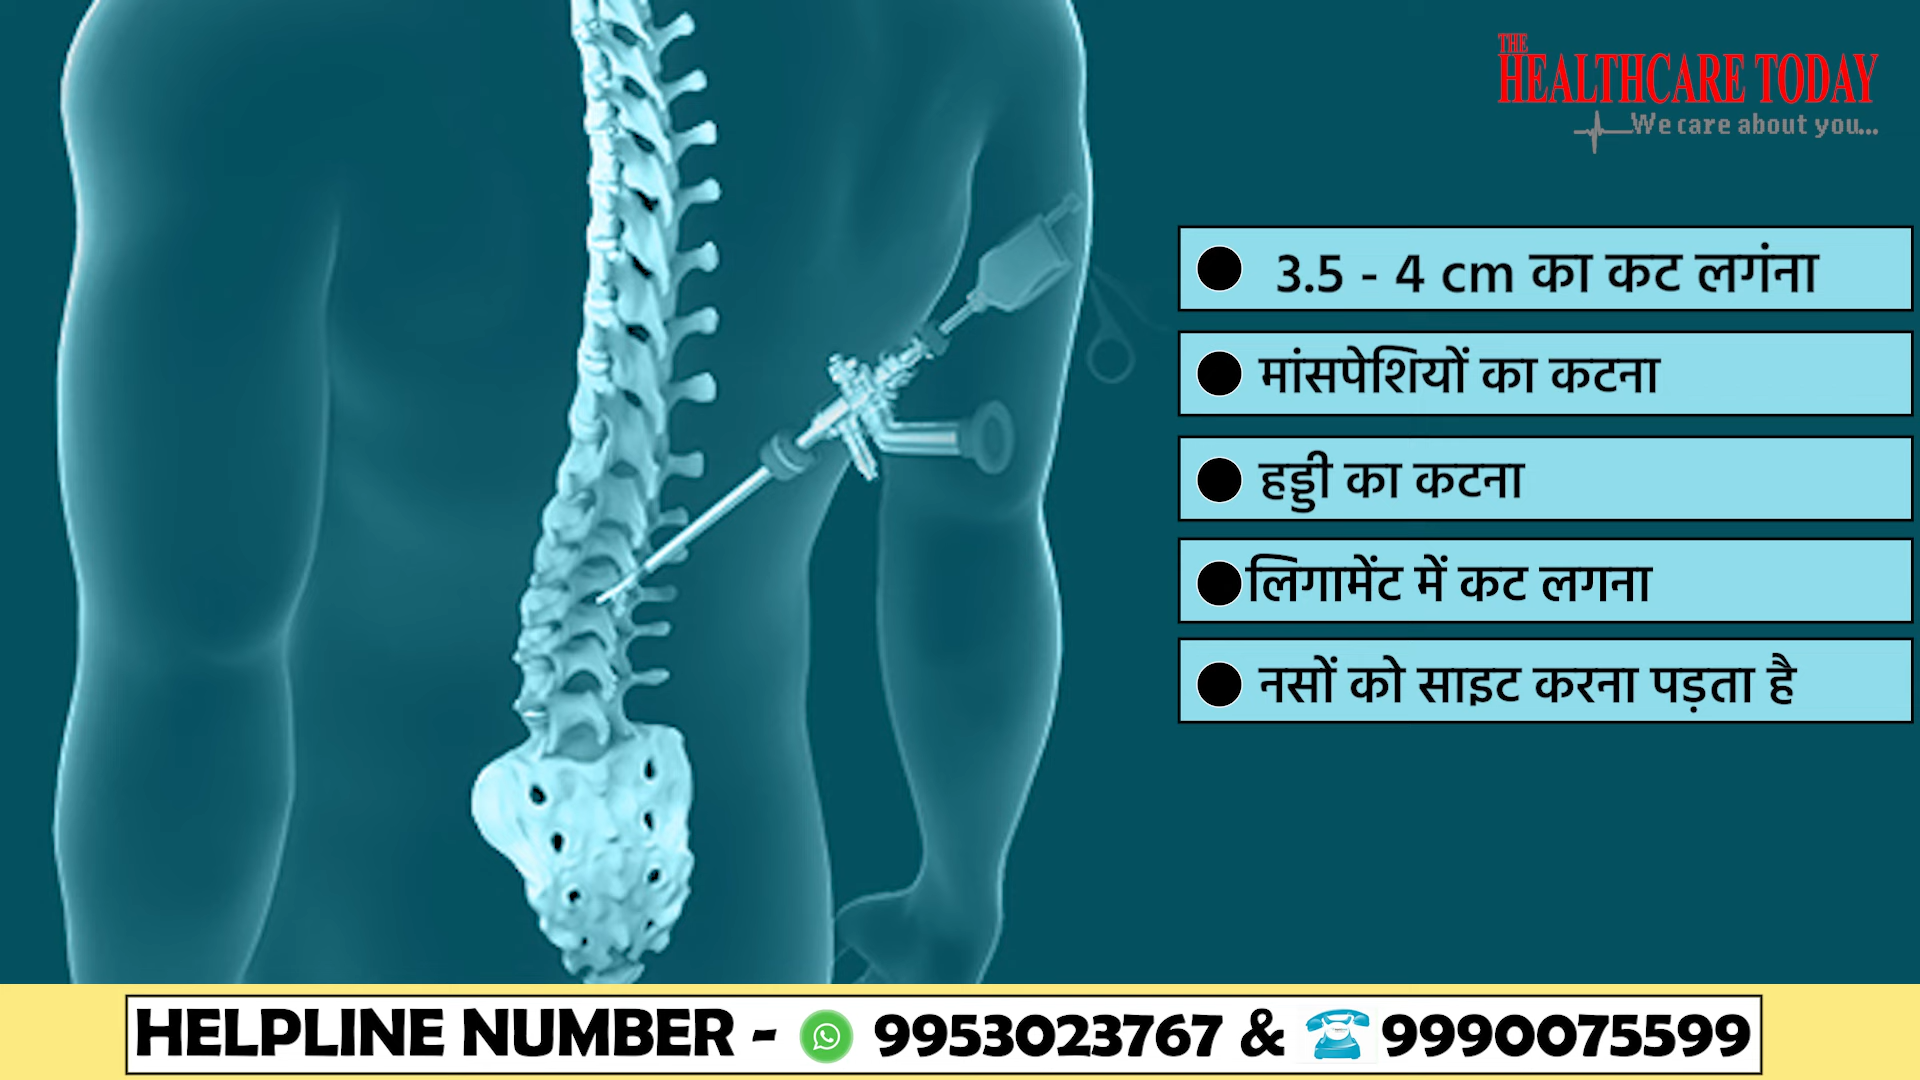 THE
HEALTHCARE TODAY
We care about you...
3.5 - 4 cm का कट लगंना
मांसपेशियों का कटना
हड्डी का कटना
लिगामेंट में कट लगना
नसों को साइट करना पड़ता है
HELPLINE NUMBER - 9953023767 & 9990075599